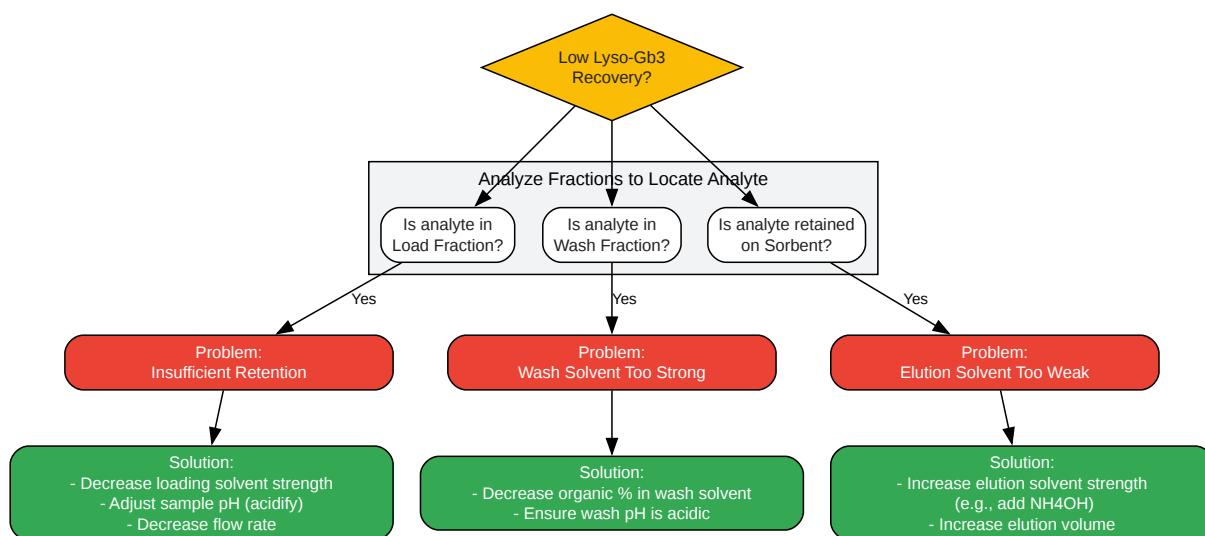 Low Lyso-Gb3
Recovery?
Analyze Fractions to Locate Analyte
Is analyte in
Load Fraction?
Is analyte in
Wash Fraction?
Is analyte retained
on Sorbent?
Yes
Yes
Yes
Problem:
Insufficient Retention
Problem:
Wash Solvent Too Strong
Problem:
Elution Solvent Too Weak
Solution:
- Decrease loading solvent strength
- Adjust sample pH (acidify)
- Decrease flow rate
Solution:
- Decrease organic % in wash solvent
- Ensure wash pH is acidic
Solution:
- Increase elution solvent strength
(e.g., add NH4OH)
- Increase elution volume